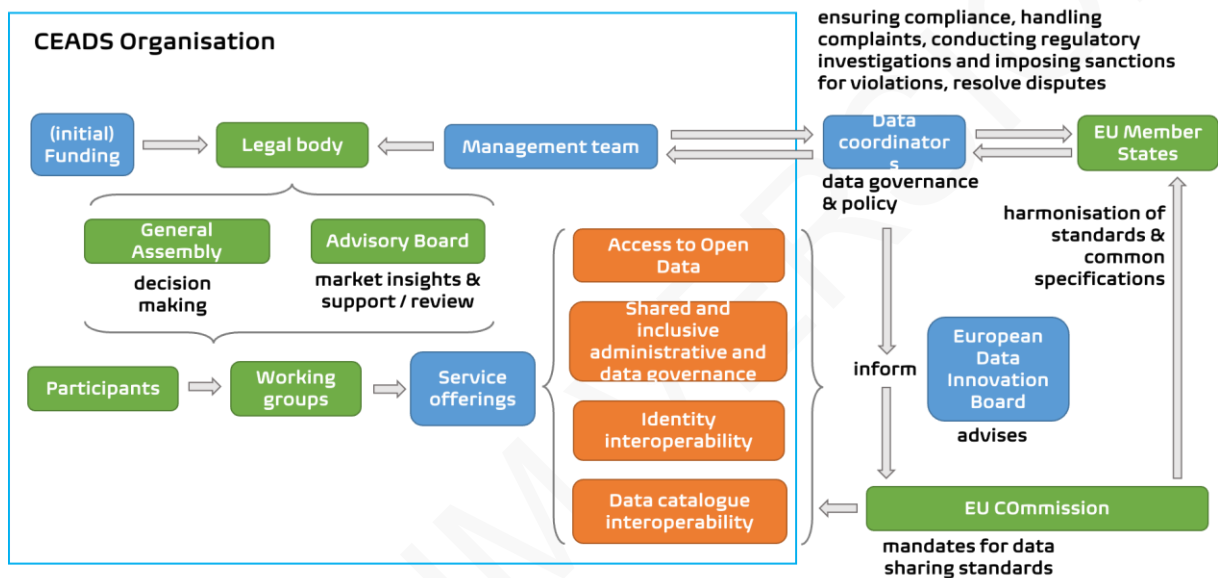 CEADS Organisation
ensuring compliance, handling
complaints, conducting regulatory
investigations and imposing sanctions
for violations, resolve disputes
(initial)
Funding
Legal body
Management team
Data
coordinator
s
EU Member
States
data governance
& policy
General
Assembly
decision
making
Advisory Board
market insights &
support / review
Access to Open
Data
Shared and
inclusive
administrative and
data governance
Identity
interoperability
Data catalogue
interoperability
harmonisation of
standards &
common
specifications
Participants
Working
groups
Service
offerings
inform
European
Data
Innovation
Board
advises
EU COmmission
mandates for data
sharing standards